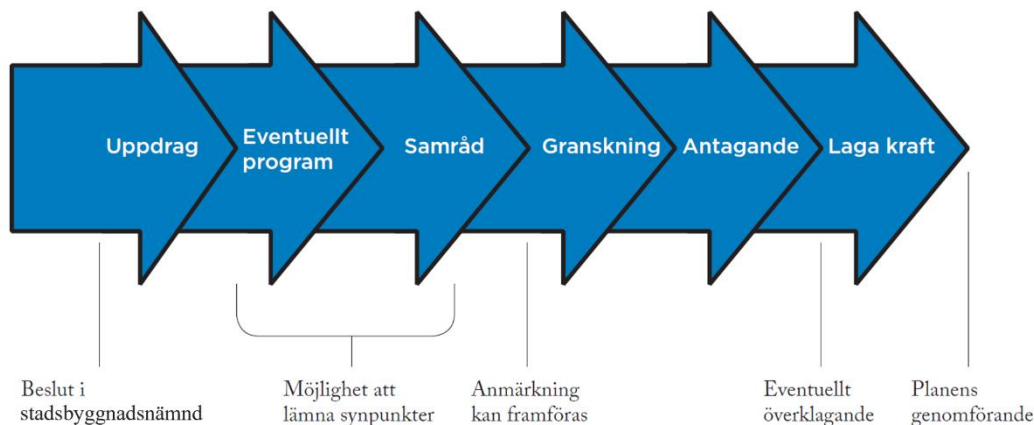 Uppdrag
Eventuellt
program
Samråd
Granskning
Antagande
Laga kraft
Beslut i
stadsbyggnadsnämnd
Möjlighet att
lämna synpunkter
Anmärkning
kan framföras
Eventuellt
överklagande
Planens
genomförande